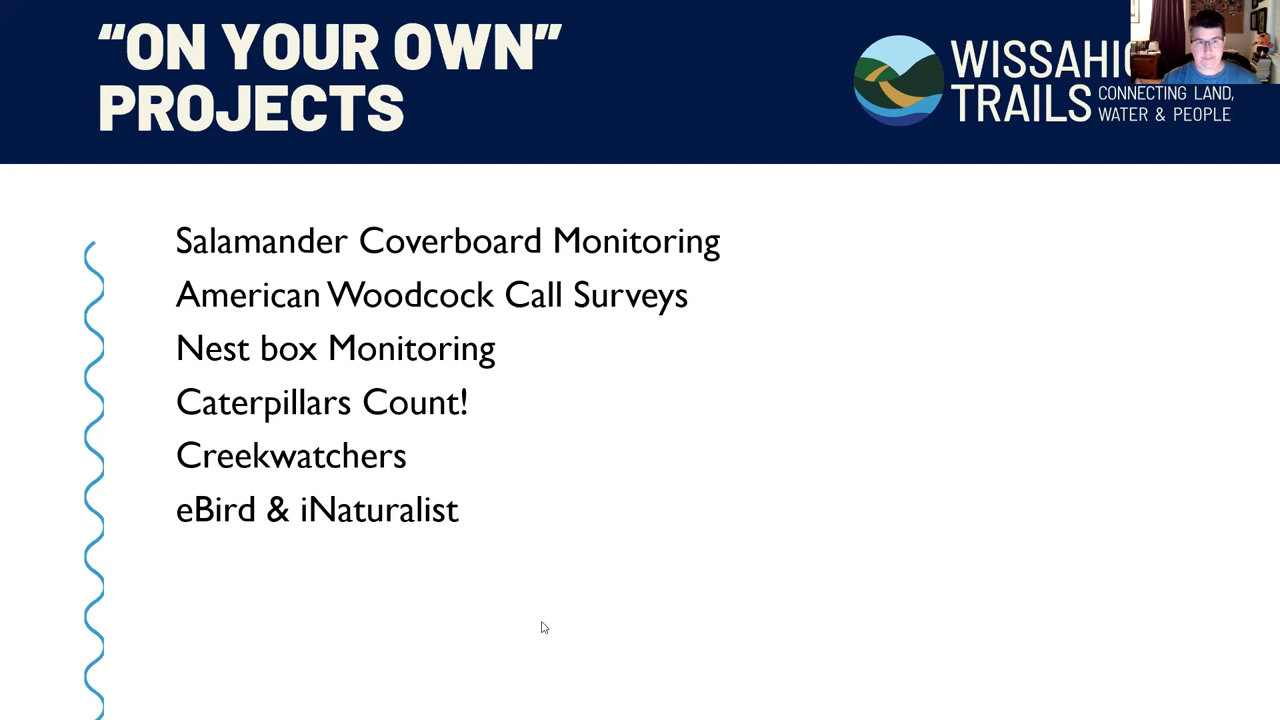 “ON YOUR OWN”
PROJECTS
TRAILS
CONNECTING LAND,
WATER & PEOPLE
Salamander Coverboard Monitoring
American Woodcock Call Surveys
Nest box Monitoring
Caterpillars Count!
Creekwatchers
eBird & iNaturalist